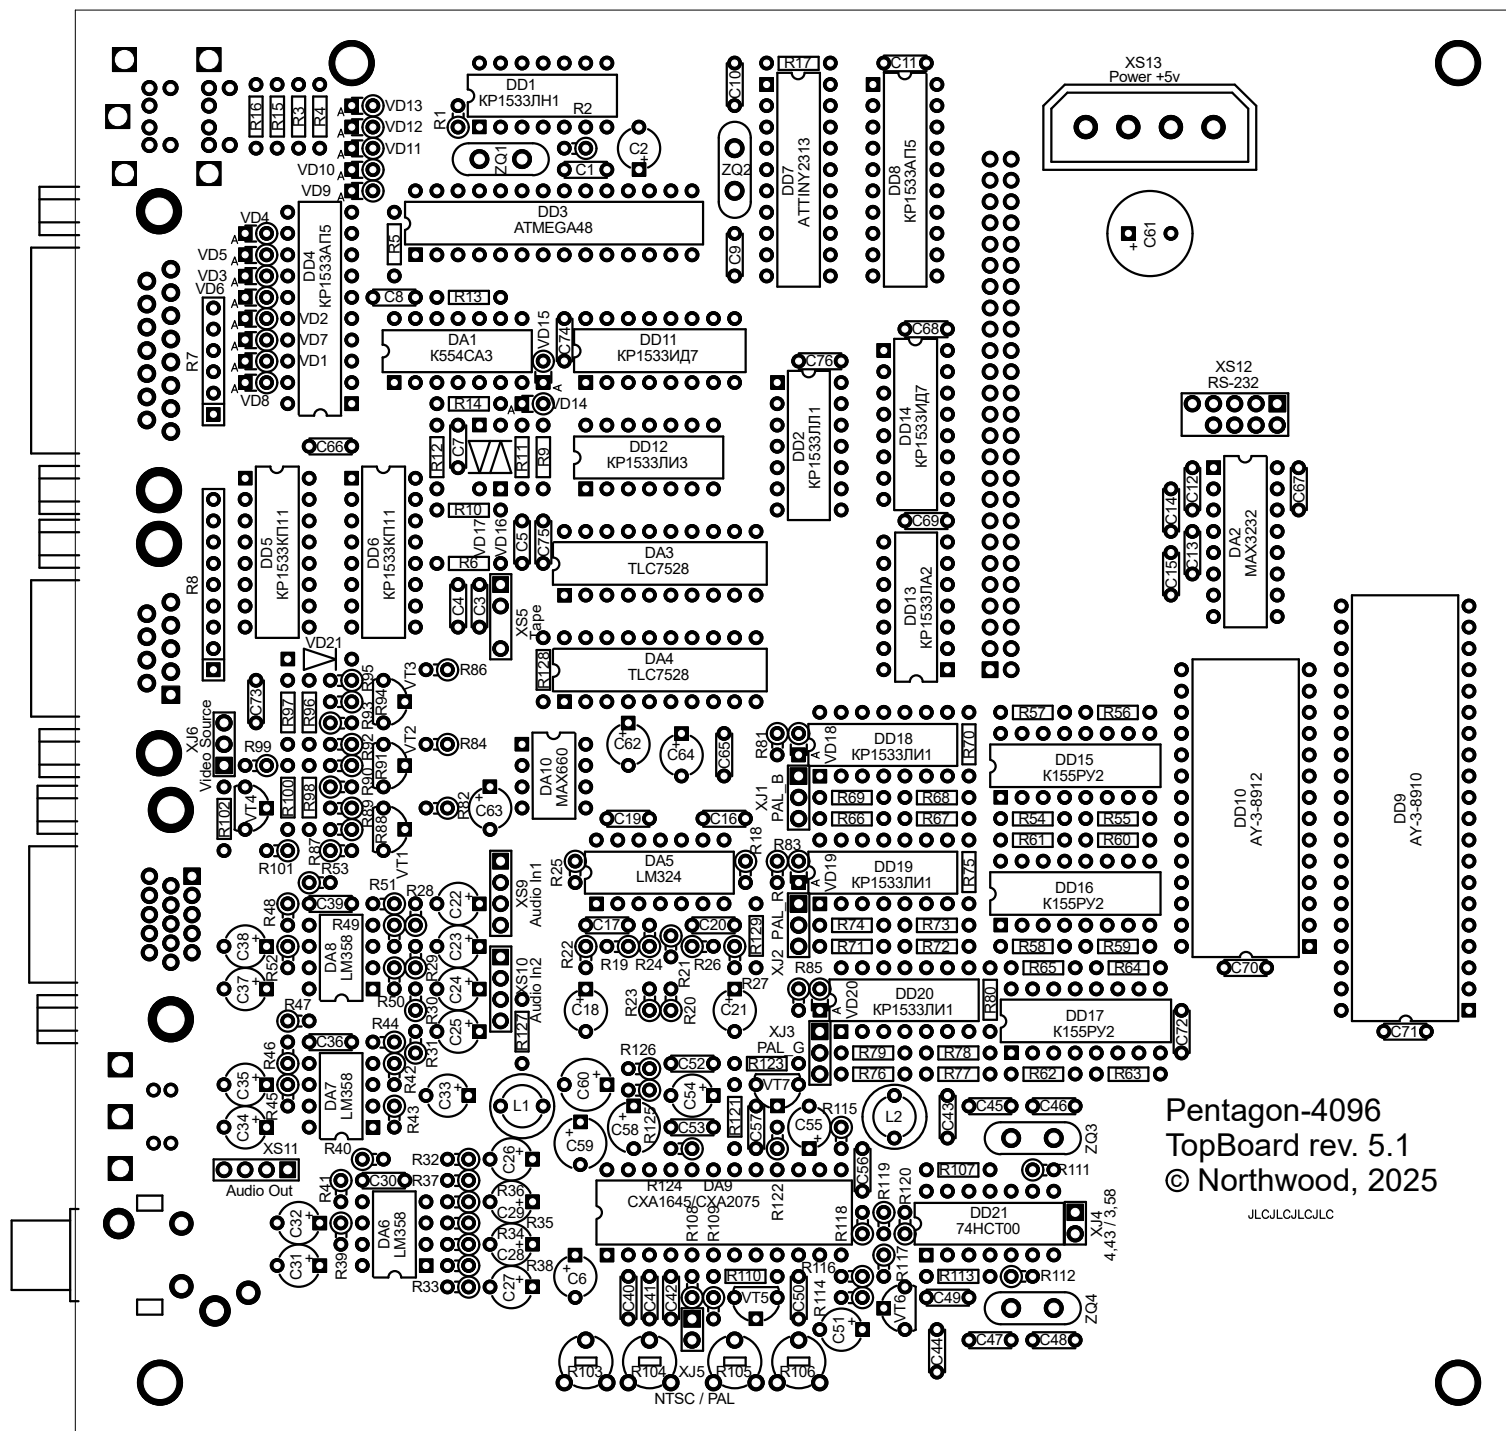 XS13
Power +5v
C10
R17
C11
DD1
КР1533ЛН1
R2
R1
C2
ZQ1
C1
ZQ2
DD7
ATTINY2313
DD8
КР1533АП5
R16
R15
R3
R4
VD13
VD12
VD11
VD10
VD9
DD3
ATMEGA48
R5
C9
C61
VD4
VD5
VD3
VD6
VD2
VD7
VD1
VD8
DD4
КР1533АП5
R7
C8
R13
DA1
К554СА3
VD15
C74
DD11
КР1533ИД7
C68
C76
DD14
КР1533ИД7
DD2
КР1533ЛЛ1
XS12
RS-232
R14
VD14
C66
R12
C7
R11
R9
DD12
КР1533ЛИ3
R10
VD17
VD16
C5
C75
C69
C14
C12
C67
C15
C13
DA2
MAX232
R8
DD5
КР1533КП11
DD6
КР1533КП11
R6
DA3
TLC7528
DD13
КР1533ЛА2
C4
C3
XS5
Tape
VD21
R128
DA4
TLC7528
C73
R97
R96
R95
R94
R93
VT3
R86
XJ6
Video Source
R99
R92
R91
VT2
R84
R90
R102
VT4
R100
R98
R89
R88
R82
C63
VT1
R101
R87
R53
DA10
MAX660
C62
C64
C65
R81
VD18
DD18
КР1533ЛИ1
R70
R57
R56
DD15
К155РУ2
DD10
AY-3-8912
DD9
AY-3-8910
XJ1
PAL_B
R69
R68
R66
R67
R54
R55
R61
R60
C19
C16
R18
R25
DA5
LM324
R83
VD19
DD19
КР1533ЛИ1
R75
DD16
К155РУ2
XS9
Audio In1
R48
C39
R51
R28
C22
R49
C38
R52
DA8
LM358
C23
C37
R50
R29
C24
XS10
Audio In2
C17
C20
R22
R19
R24
R21
R26
R129
XJ2
PAL_R
R74
R73
R71
R72
R58
R59
R65
R64
C70
R47
R30
C25
R127
C18
R23
R20
C21
R27
R85
VD20
DD20
КР1533ЛИ1
R80
DD17
К155РУ2
C72
C71
R46
C36
R44
R31
C35
R45
DA7
LM358
R42
C33
C34
R43
L1
R126
C52
C60
C54
R125
C58
C53
C59
R123
VT7
R121
C57
C55
R115
XJ3
PAL_G
R79
R78
R76
R77
R62
R63
L2
C43
C45
C46
ZQ3
Pentagon-4096
TopBoard rev. 5.1
© Northwood, 2025
JLCJLCJLCJLC
XS11
Audio Out
R40
R32
C26
R41
C30
R37
R36
C29
R35
C32
R34
C28
C31
R39
DA6
LM358
R38
R33
C27
C6
R124
DA9
CXA1645/CXA2075
R108
R109
R122
R118
C56
R119
R120
R107
R111
DD21
74HCT00
XJ4
4,43 / 3,58
R117
R116
R114
R113
R112
C40
C41
C42
R110
VT5
C50
C51
VT6
C49
ZQ4
C44
C47
C48
R103
R104
XJ5
R105
R106
NTSC / PAL